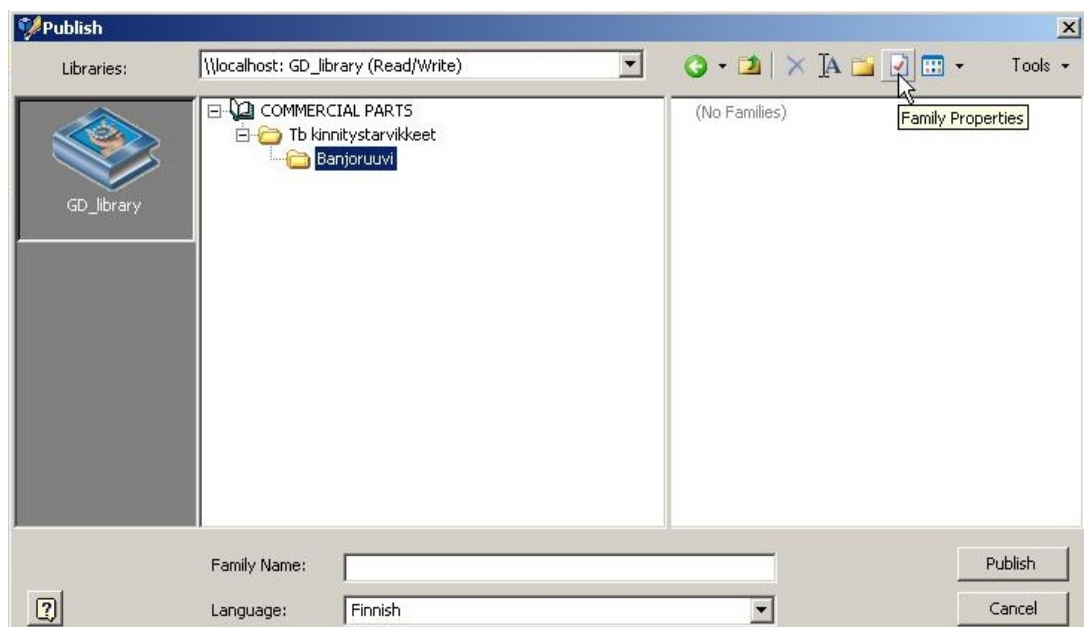 Publish
Libraries:
\\localhost: GD_library (Read/Write)
Tools
GD_library
COMMERCIAL PARTS
Tb kinnitystarvikkeet
Banjoruuvi
(No Families)
Family Properties
Family Name:
Publish
Language:
Finnish
Cancel